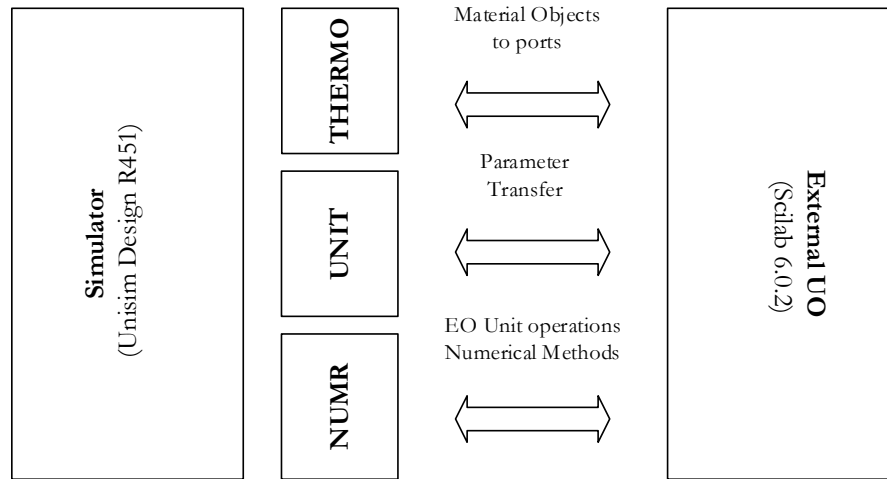 Simulator
(Unisim Design R451)
THERMO
UNIT
NUMR
Material Objects
to ports
Parameter
Transfer
EO Unit operations
Numerical Methods
External UO
(Scilab 6.0.2)